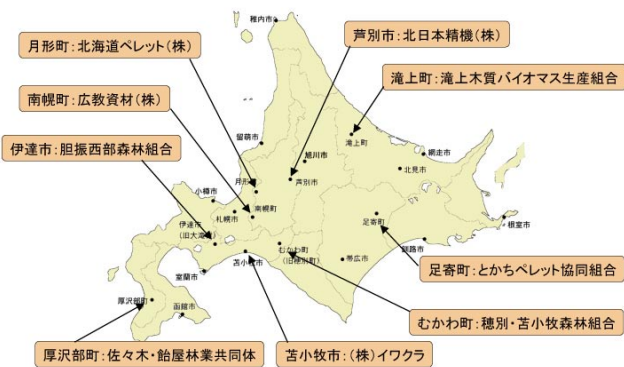 稚内市
月形町:北海道ペレット(株)
芦別市:北日本精機(株)
滝上町:滝上木質バイオマス生産組合
南幌町:広教資材(株)
伊達市:胆振西部森林組合
留萌市
旭川市
滝上町
網走市
北見市
月形
芦別市
小樽市
札幌市
南幌町
足寄町
根室市
伊達市
(旧大滝
むかわ町
(旧穂別町)
釧路市
帯広市
室蘭市
苫小牧市
足寄町:とかちペレット協同組合
厚沢部町
函館市
むかわ町:穂別・苫小牧森林組合
厚沢部町:佐々木・飴屋林業共同体
苫小牧市:(株)イワクラ